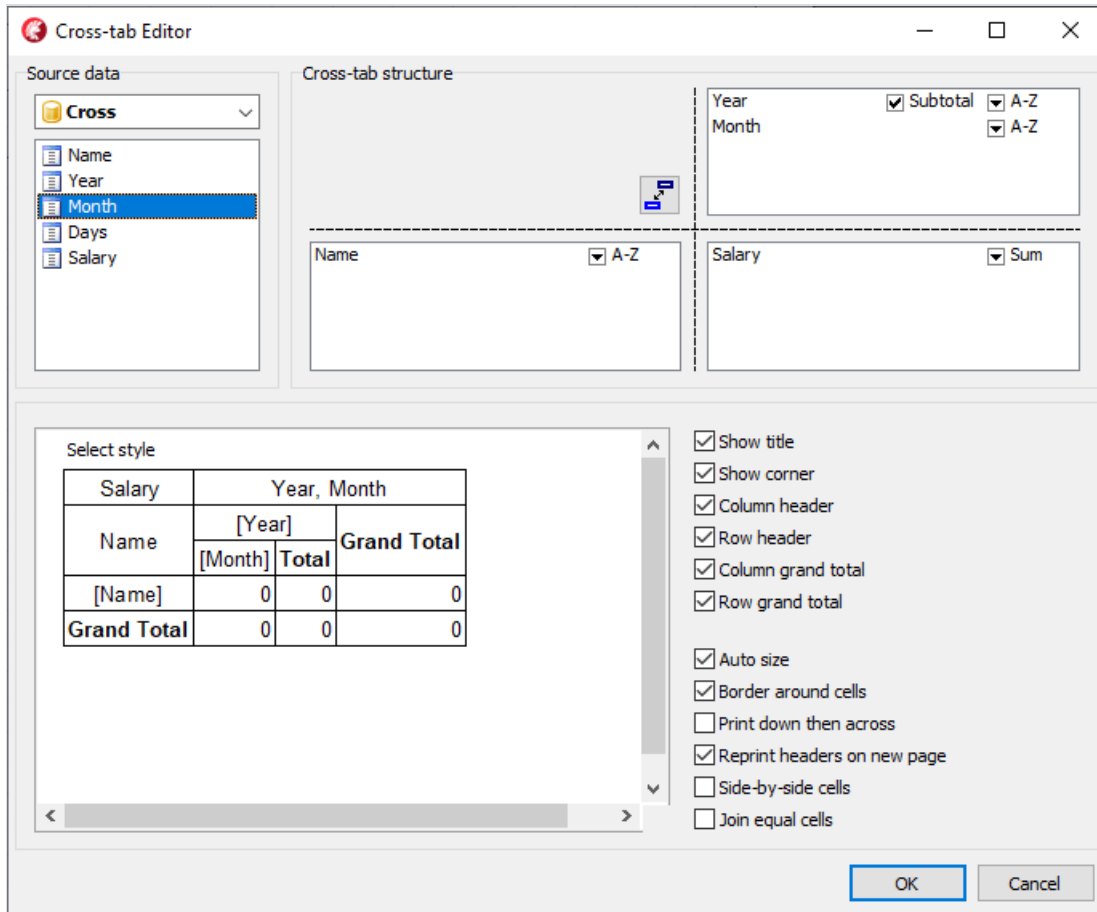 Cross-tab Editor
Source data
Cross
Name
Year
Month
Days
Salary
Cross-tab structure
Year Subtotal A-Z
Month A-Z
Name A-Z
Salary Sum
Select style
Salary Year, Month
Name [Year] Grand Total
[Month] Total
[Name] 0 0 0
Grand Total 0 0 0
Show title
Show corner
Column header
Row header
Column grand total
Row grand total
Auto size
Border around cells
Print down then across
Reprint headers on new page
Side-by-side cells
Join equal cells
OK Cancel